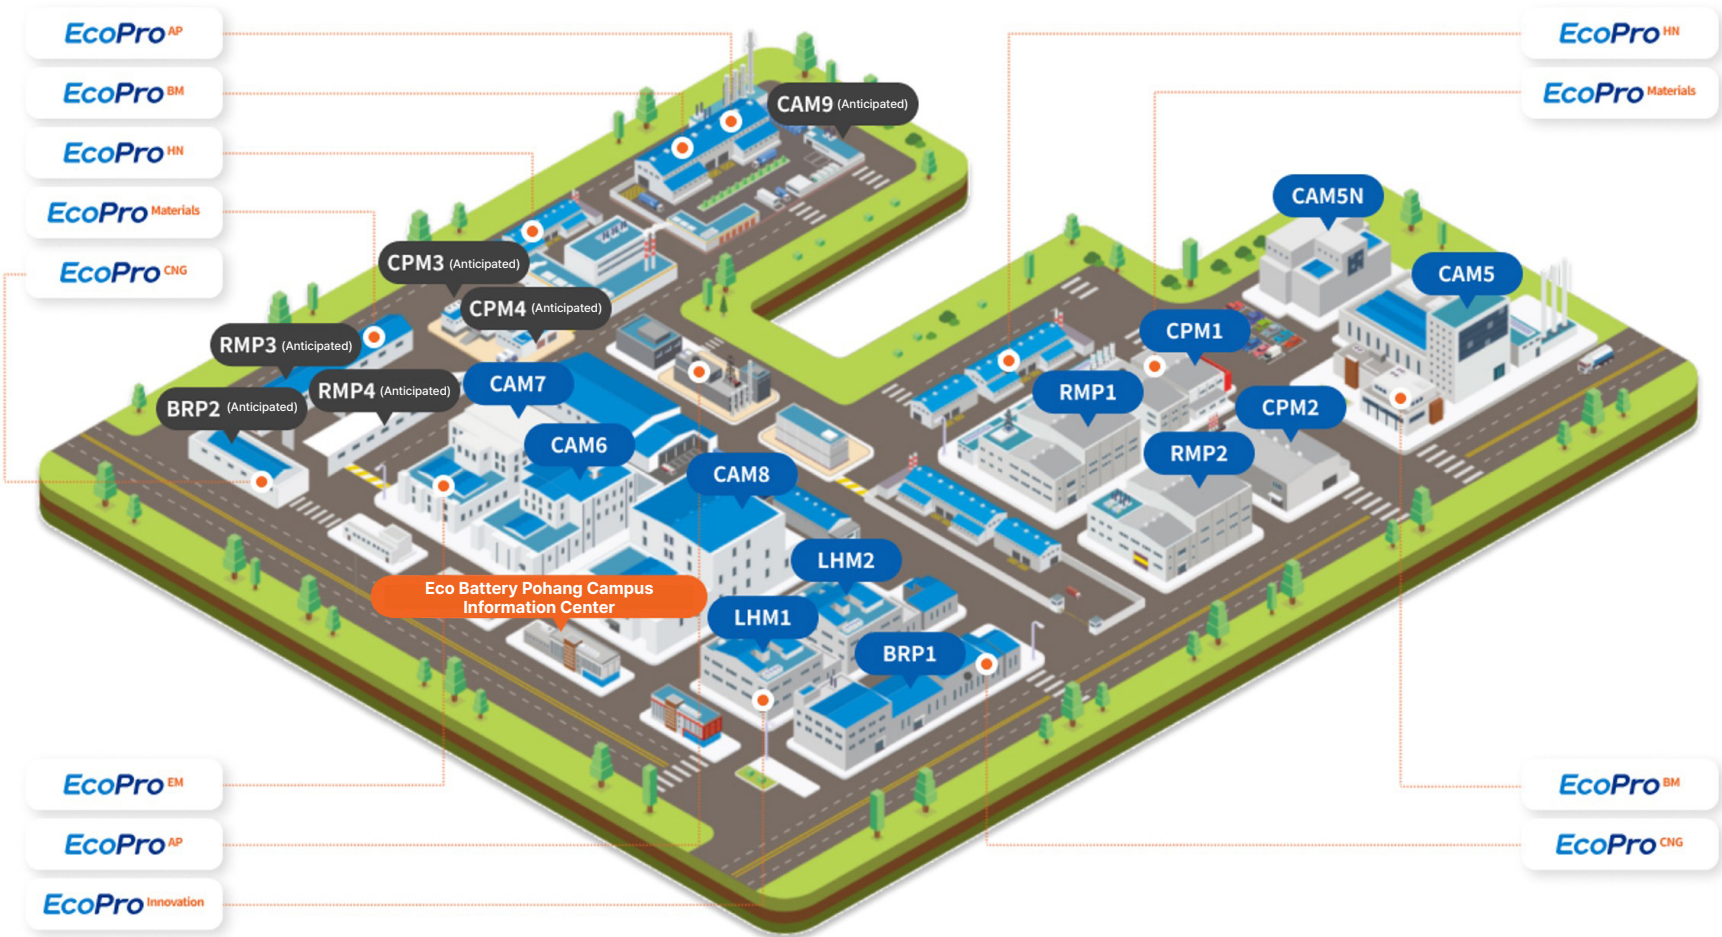 EcoPro AP
EcoPro BM
EcoPro HN
EcoPro Materials
EcoPro CNG
EcoPro HN
EcoPro Materials
CAM9 (Anticipated)
CAM5N
CAM5
CPM3 (Anticipated)
CPM4 (Anticipated)
RMP3 (Anticipated)
RMP4 (Anticipated)
BRP2 (Anticipated)
CPM1
RMP1
CPM2
RMP2
CAM7
CAM6
CAM8
LHM2
Eco Battery Pohang Campus
Information Center
LHM1
BRP1
EcoPro EM
EcoPro AP
EcoPro Innovation
EcoPro BM
EcoPro CNG